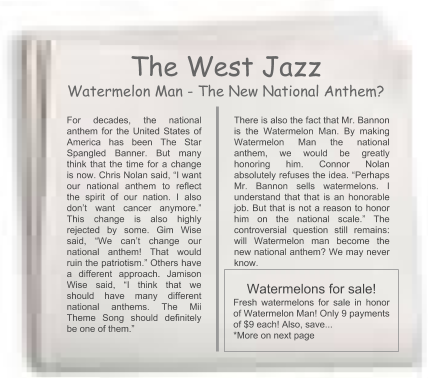 The West Jazz
Watermelon Man - The New National Anthem?
For decades, the national
anthem for the United States of
America has been The Star
Spangled Banner. But many
think that the time for a change
is now. Chris Nolan said, “I want
our national anthem to reflect
the spirit of our nation. I also
don’t want cancer anymore.”
This change is also highly
rejected by some. Gim Wise
said, “We can’t change our
national anthem! That would
ruin the patriotism.” Others have
a different approach. Jamison
Wise said, “I think that we
should have many different
national anthems. The Mii
Theme Song should definitely
be one of them.”
There is also the fact that Mr. Bannon
is the Watermelon Man. By making
Watermelon Man the national
anthem, we would be greatly
honoring him. Connor Nolan
absolutely refuses the idea. “Perhaps
Mr. Bannon sells watermelons. I
understand that that is an honorable
job. But that is not a reason to honor
him on the national scale.” The
controversial question still remains:
will Watermelon man become the
new national anthem? We may never
know.
Watermelons for sale!
Fresh watermelons for sale in honor
of Watermelon Man! Only 9 payments
of $9 each! Also, save...
*More on next page